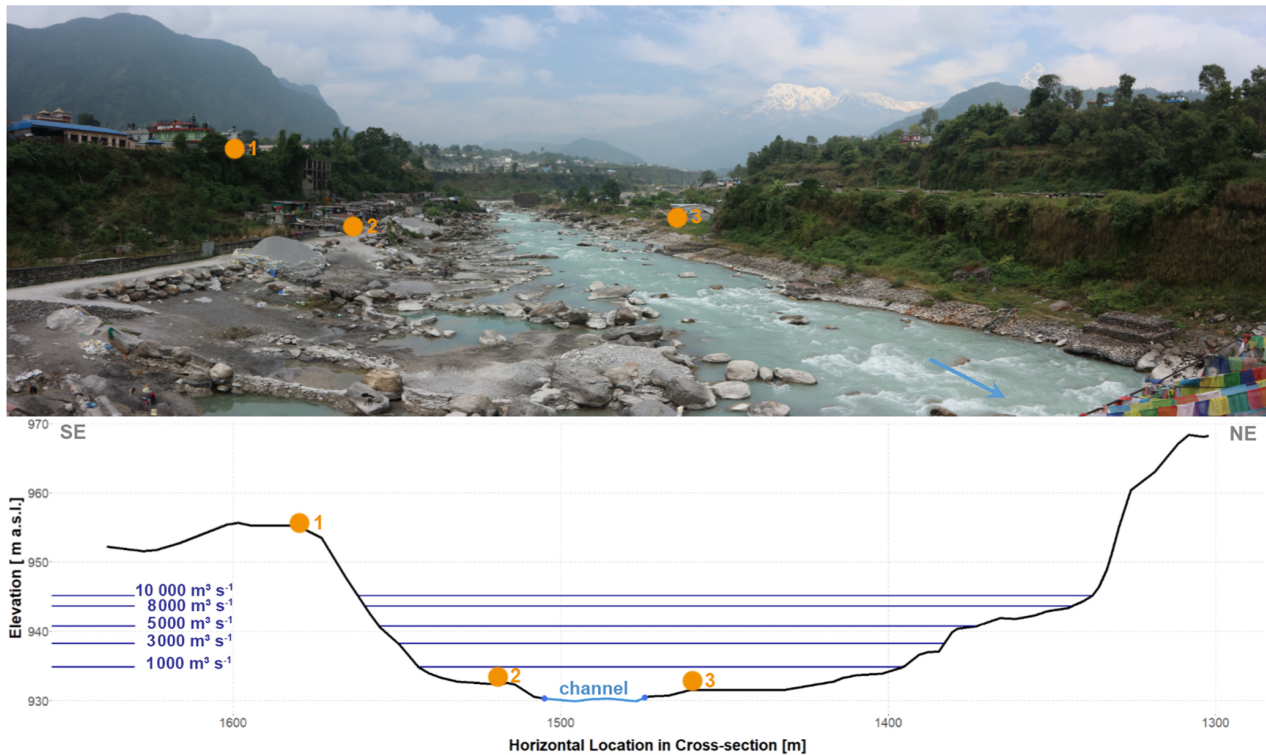 1
2
3
970
SE
NE
960
1
950
10 000 m³ s⁻¹
8000 m³ s⁻¹
5000 m³ s⁻¹
940
3000 m³ s⁻¹
1000 m³ s⁻¹
2
channel
3
930
Elevation [ m a.s.l.]
1600
1500
1400
1300
Horizontal Location in Cross-section [m]